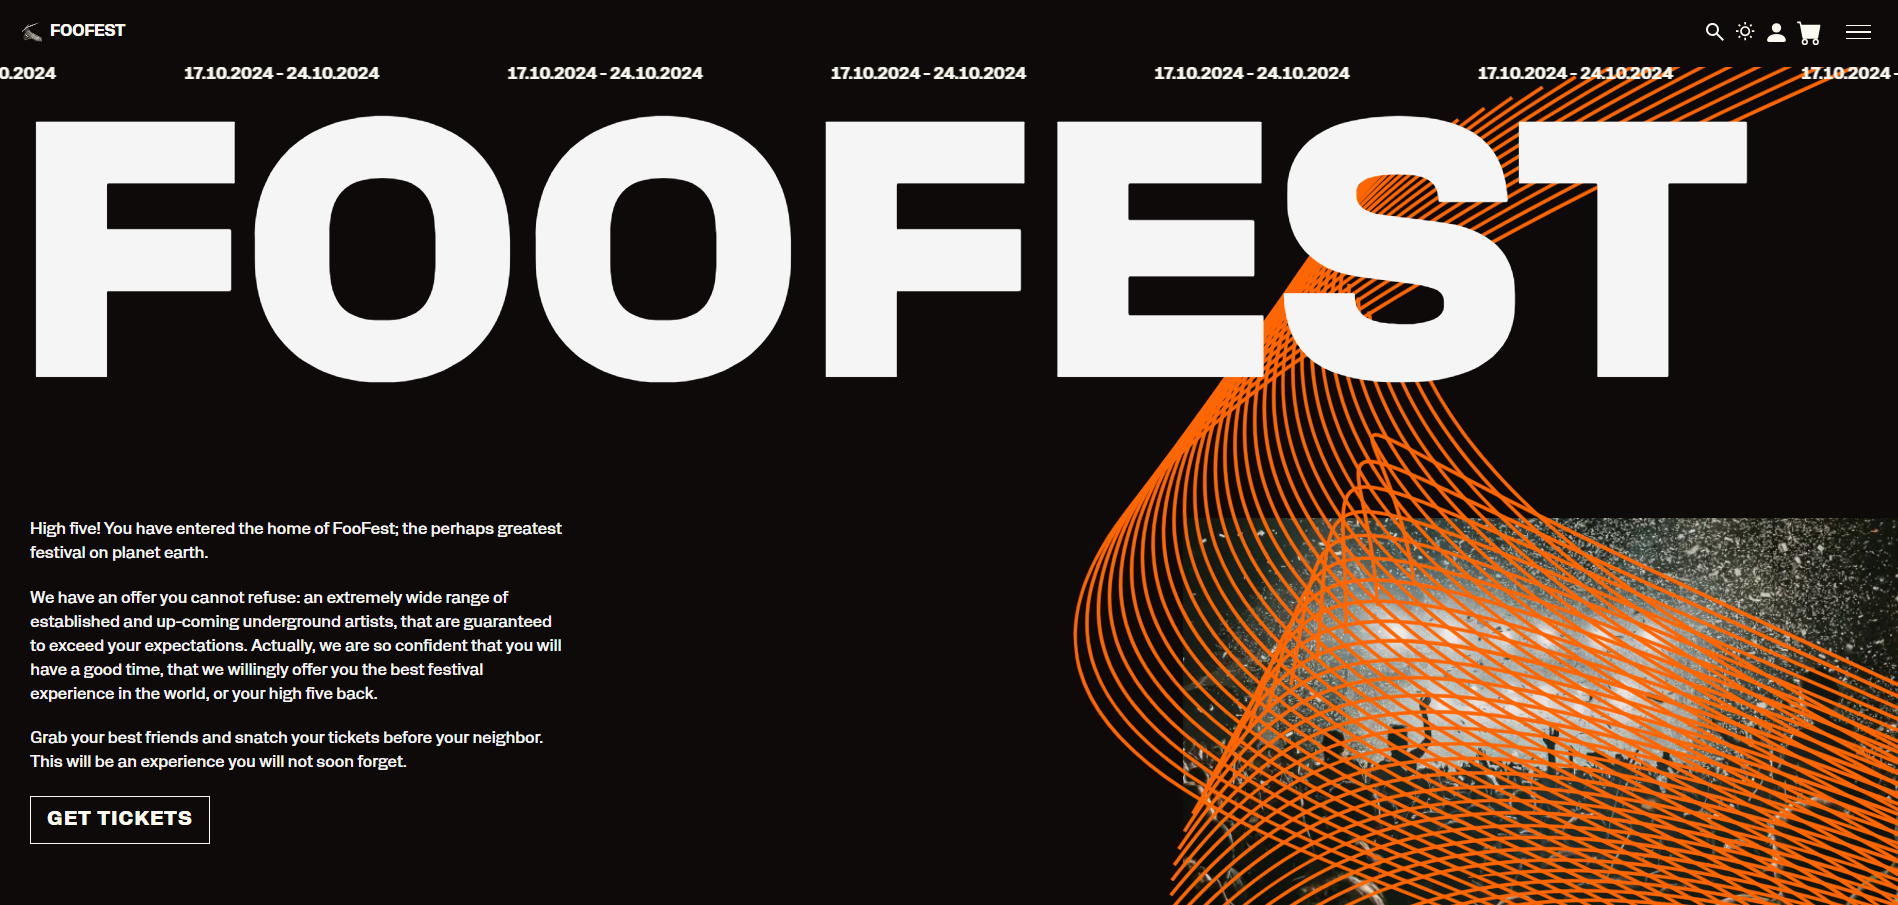 FOOFEST
0.2024 17.10.2024 - 24.10.2024 17.10.2024 - 24.10.2024 17.10.2024 - 24.10.2024 17.10.2024 - 24.10.2024 17.10.2024 - 24.10.2024 17.10.2024 -
FOOFEST
High five! You have entered the home of FooFest; the perhaps greatest
festival on planet earth.
We have an offer you cannot refuse: an extremely wide range of
established and up-coming underground artists, that are guaranteed
to exceed your expectations. Actually, we are so confident that you will
have a good time, that we willingly offer you the best festival
experience in the world, or your high five back.
Grab your best friends and snatch your tickets before your neighbor.
This will be an experience you will not soon forget.
GET TICKETS